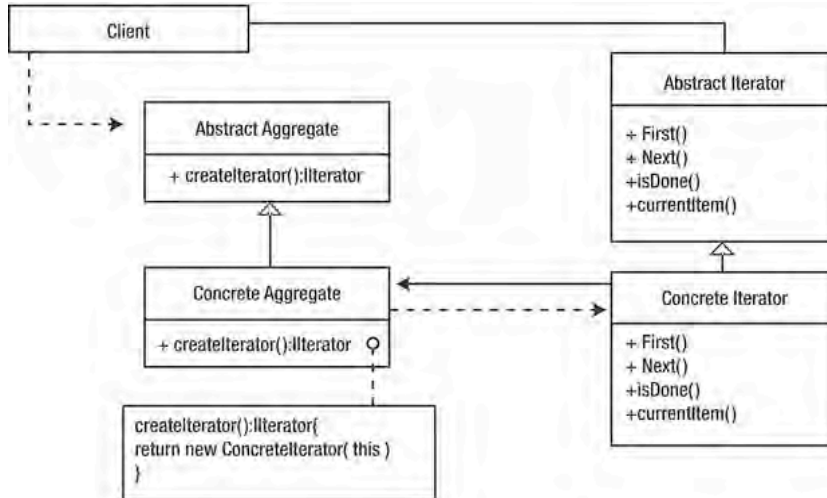 Client
Abstract Iterator
+ First()
+ Next()
+isDone()
+currentItem()
Abstract Aggregate
+ createIterator():IIterator
Concrete Aggregate
+ createIterator():IIterator
Concrete Iterator
+ First()
+ Next()
+isDone()
+currentItem()
createIterator():IIterator{
return new ConcreteIterator( this )
}